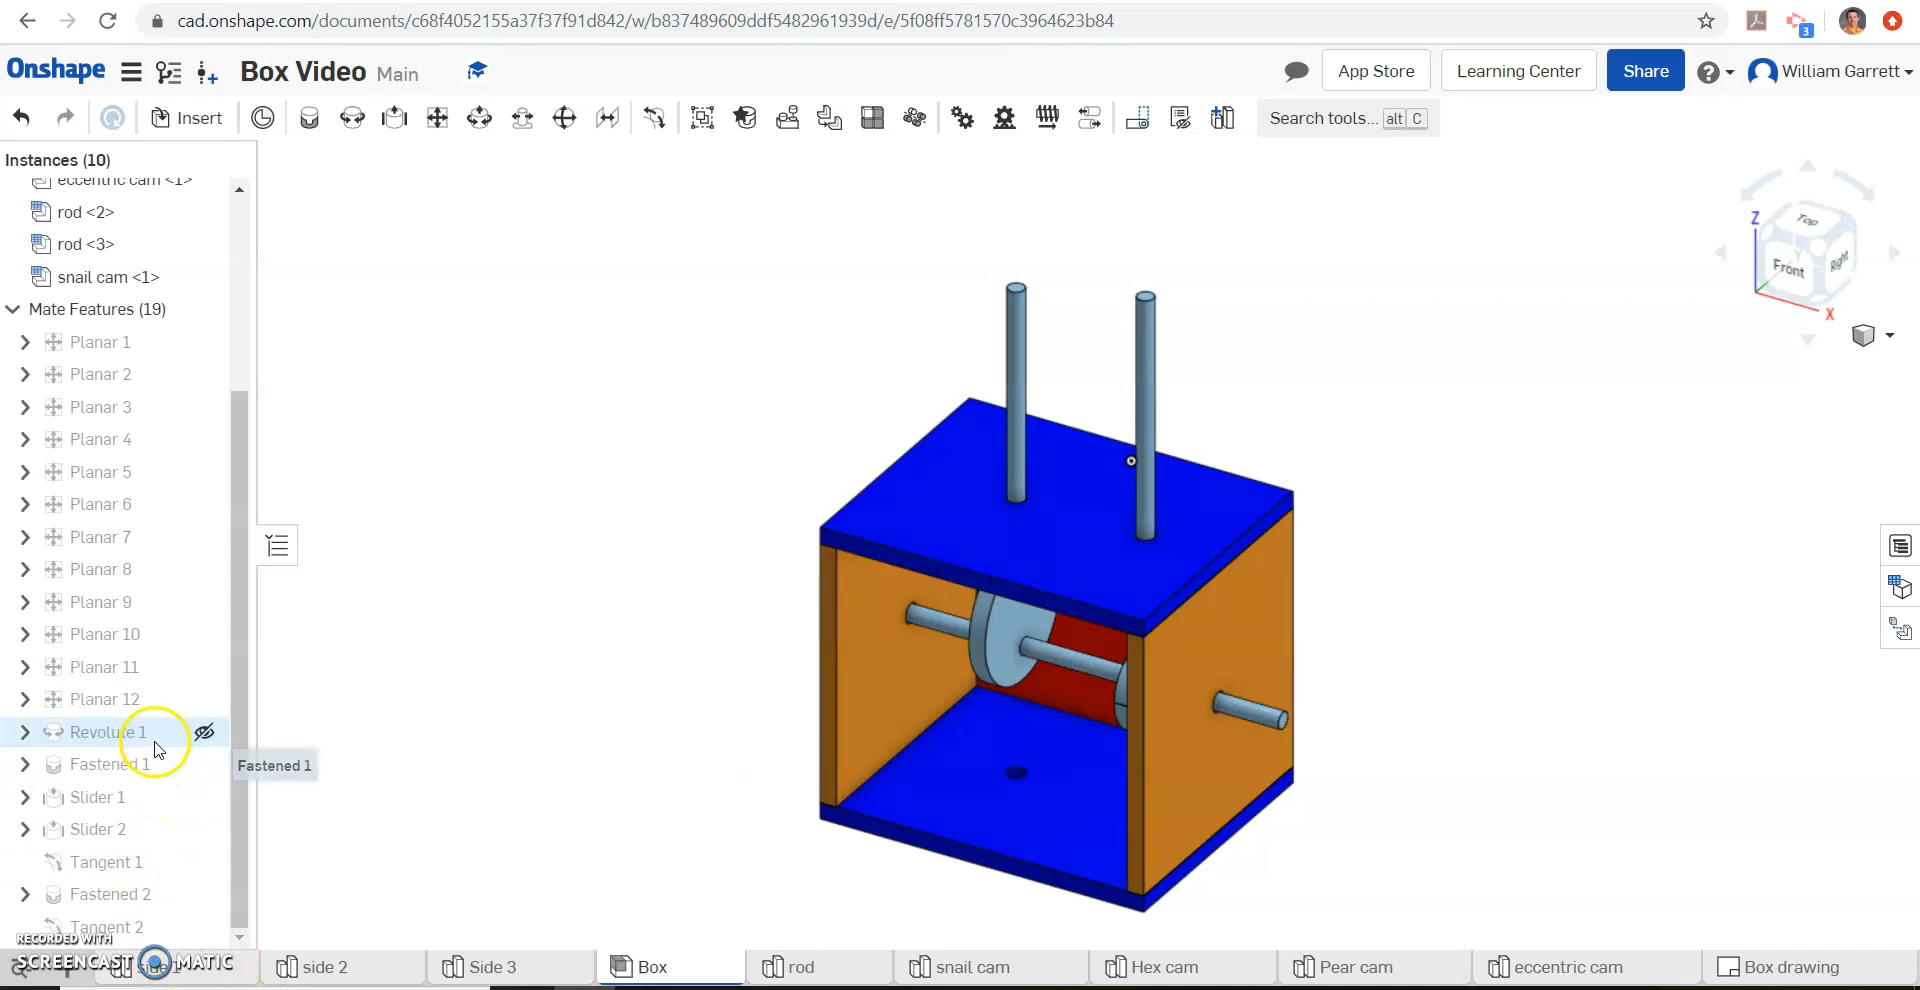 cad.onshape.com/documents/c68f4052155a37f37f91d842/w/b837489609ddf5482961939d/e/5f08ff5781570c3964623b84
3
Onshape Box Video Main App Store Learning Center Share William Garrett
Insert Search tools... alt C
Instances (10)
eccentric cam <1>
rod <2>
rod <3>
snail cam <1>
Mate Features (19)
Planar 1
Planar 2
Planar 3
Planar 4
Planar 5
Planar 6
Planar 7
Planar 8
Planar 9
Planar 10
Planar 11
Planar 12
Revolute 1
Fastened 1
Fastened 1
Slider 1
Slider 2
Tangent 1
Fastened 2
Tangent 2
Z
Top
Y
Front
Right
X
RECORDED WITH
SCREENCAST MATIC
side 2 Side 3 Box rod snail cam Hex cam Pear cam eccentric cam Box drawing